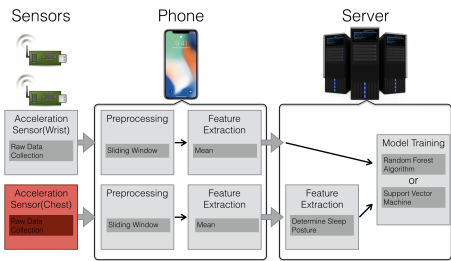 Sensors
Phone
Server
Acceleration
Sensor(Wrist)
Raw Data
Collection
Preprocessing
Sliding Window
Feature
Extraction
Mean
Model Training
Random Forest
Algorithm
or
Support Vector
Machine
Acceleration
Sensor(Chest)
Raw Data
Collection
Preprocessing
Sliding Window
Feature
Extraction
Mean
Feature
Extraction
Determine Sleep
Posture